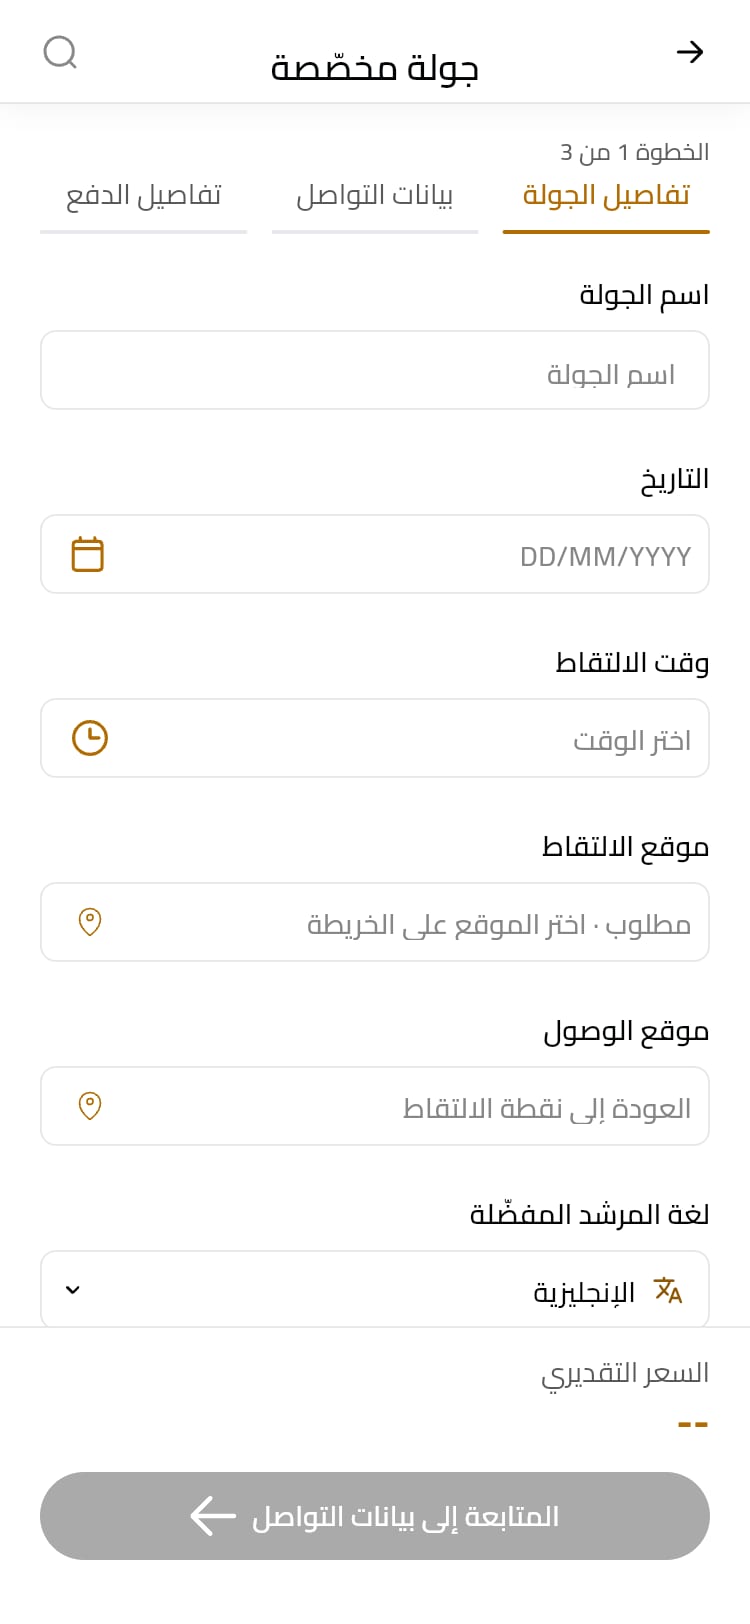 جولة مخصّصة
الخطوة 1 من 3
تفاصيل الجولة
بيانات التواصل
تفاصيل الدفع
اسم الجولة
اسم الجولة
التاريخ
DD/MM/YYYY
وقت الالتقاط
اختر الوقت
موقع الالتقاط
مطلوب · اختر الموقع على الخريطة
موقع الوصول
العودة إلى نقطة الالتقاط
لغة المرشد المفضّلة
الإنجليزية
السعر التقديري
--
المتابعة إلى بيانات التواصل